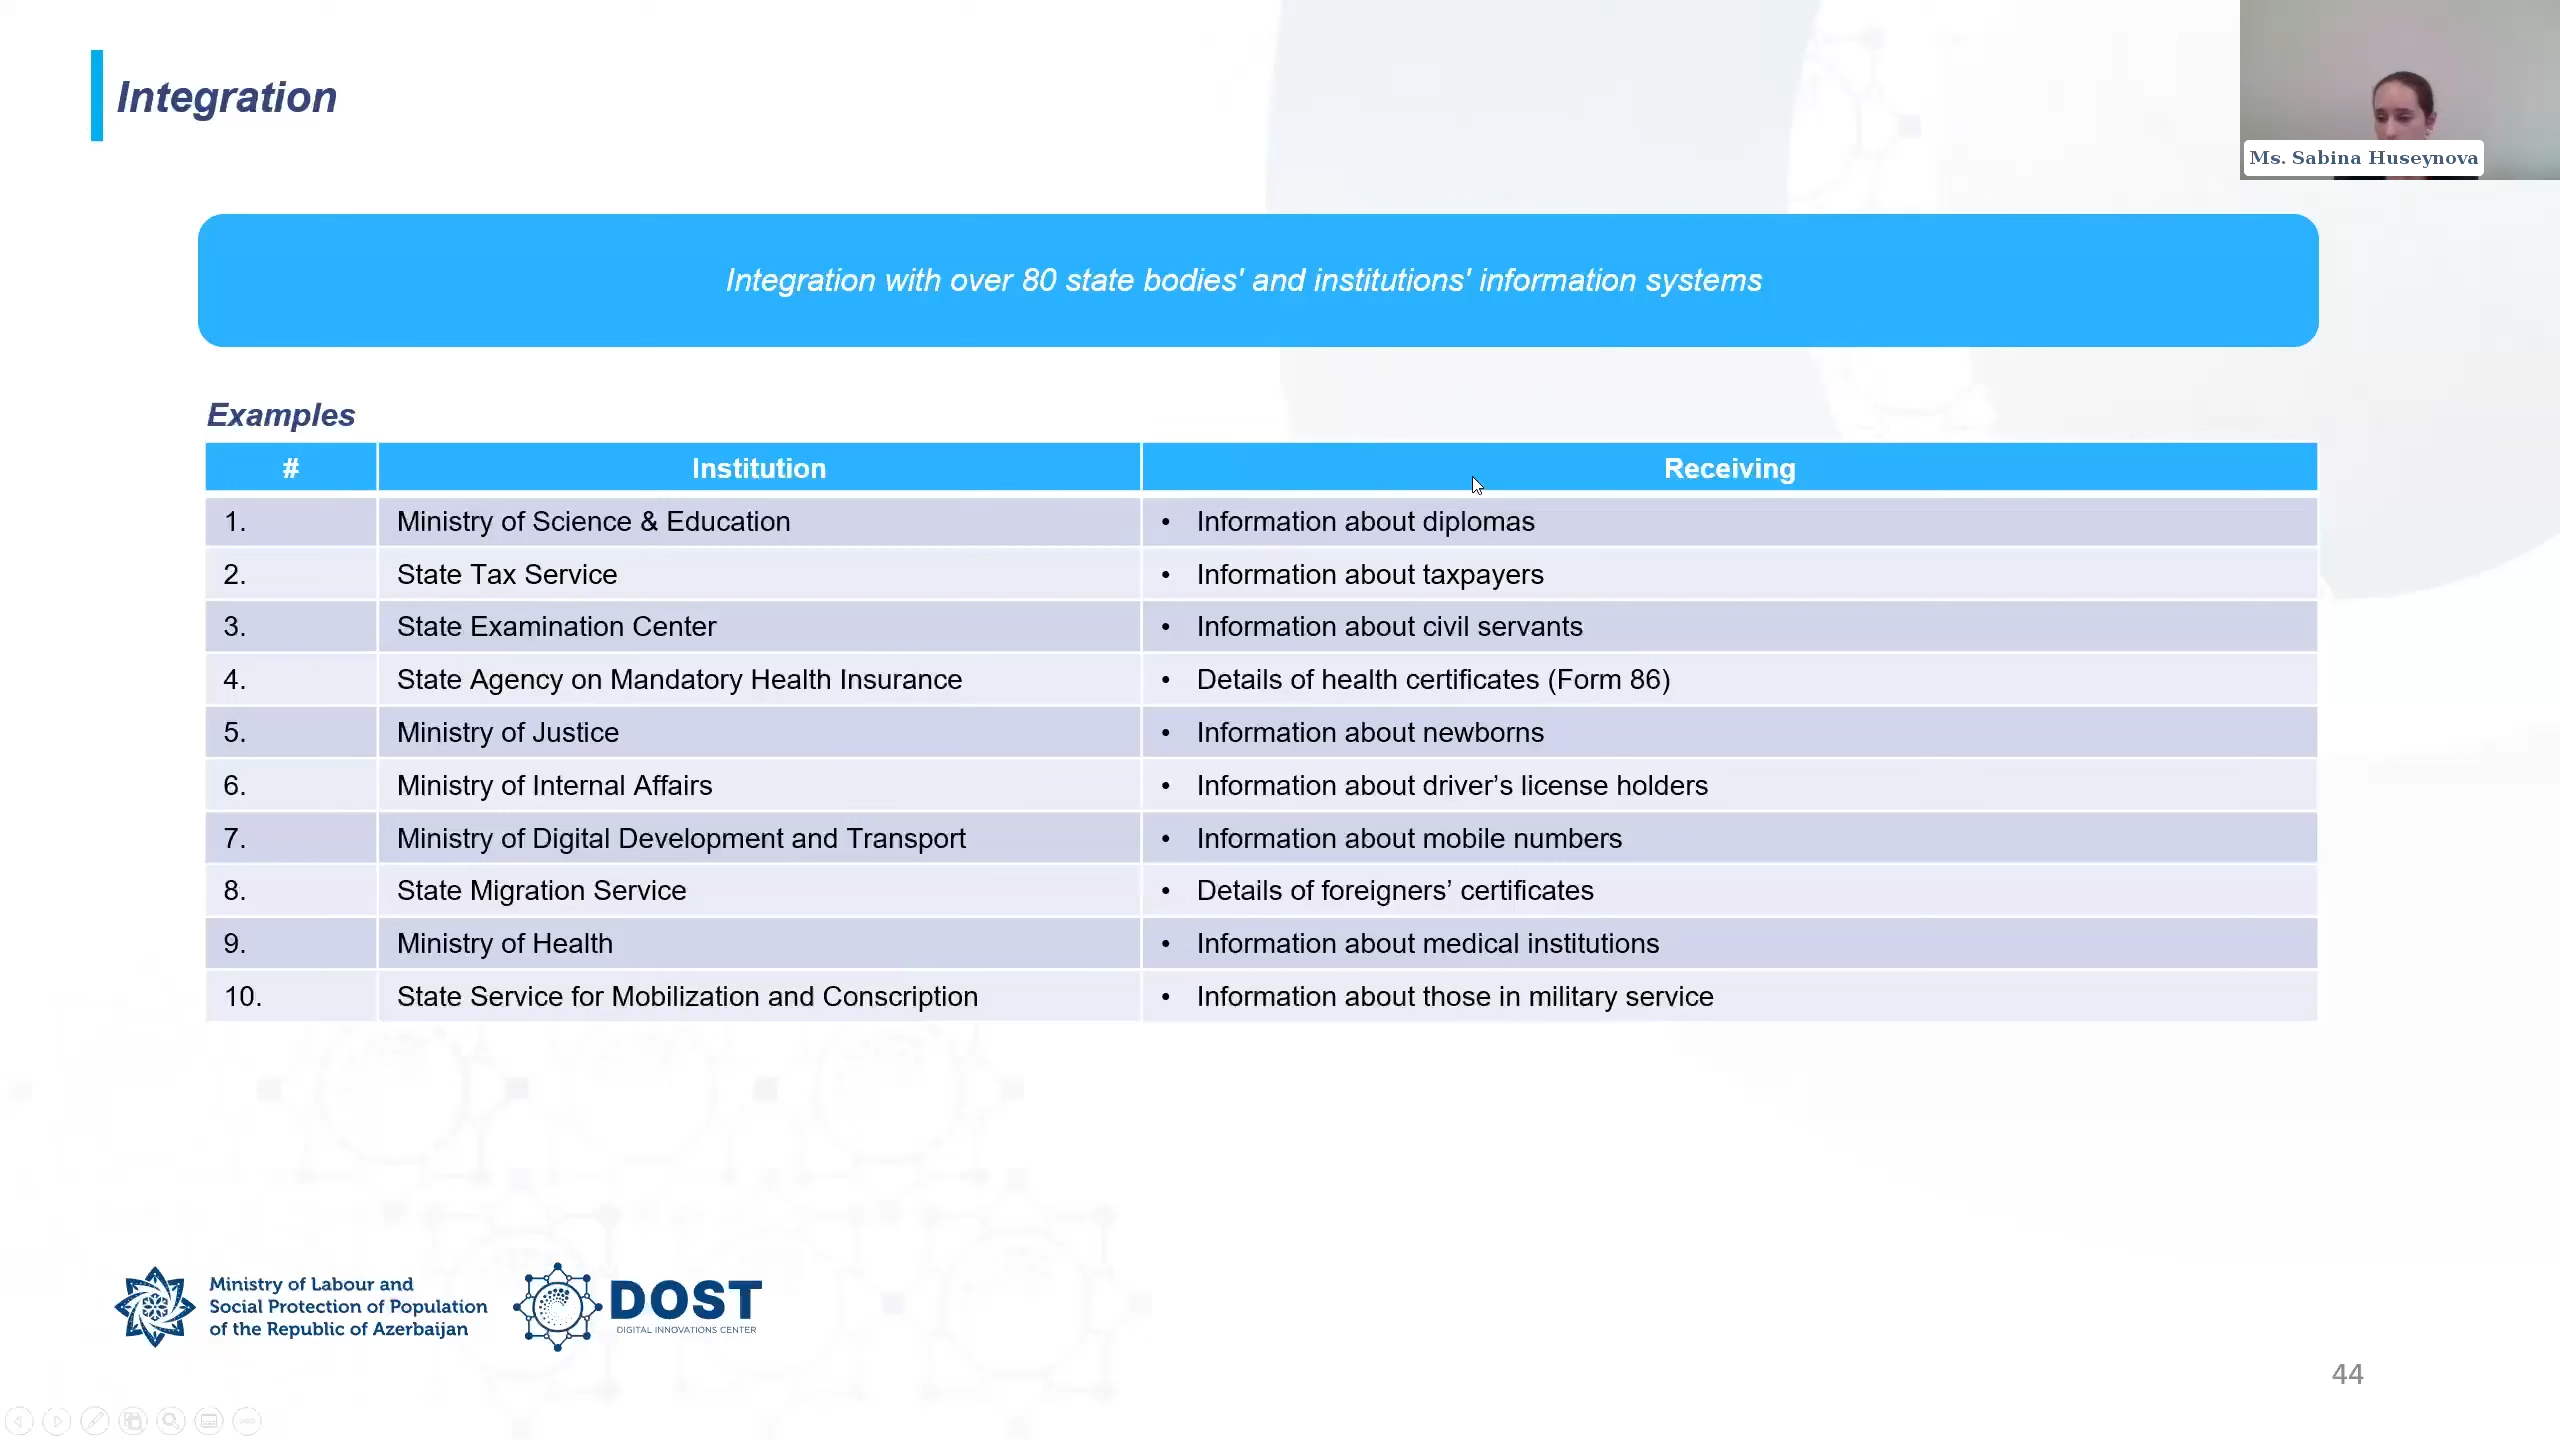 Integration
Ms. Sabina Huseynova
Integration with over 80 state bodies' and institutions' information systems
Examples
# Institution Receiving
1. Ministry of Science & Education • Information about diplomas
2. State Tax Service • Information about taxpayers
3. State Examination Center • Information about civil servants
4. State Agency on Mandatory Health Insurance • Details of health certificates (Form 86)
5. Ministry of Justice • Information about newborns
6. Ministry of Internal Affairs • Information about driver’s license holders
7. Ministry of Digital Development and Transport • Information about mobile numbers
8. State Migration Service • Details of foreigners’ certificates
9. Ministry of Health • Information about medical institutions
10. State Service for Mobilization and Conscription • Information about those in military service
Ministry of Labour and
Social Protection of Population
of the Republic of Azerbaijan
DOST
DIGITAL INNOVATIONS CENTER
44